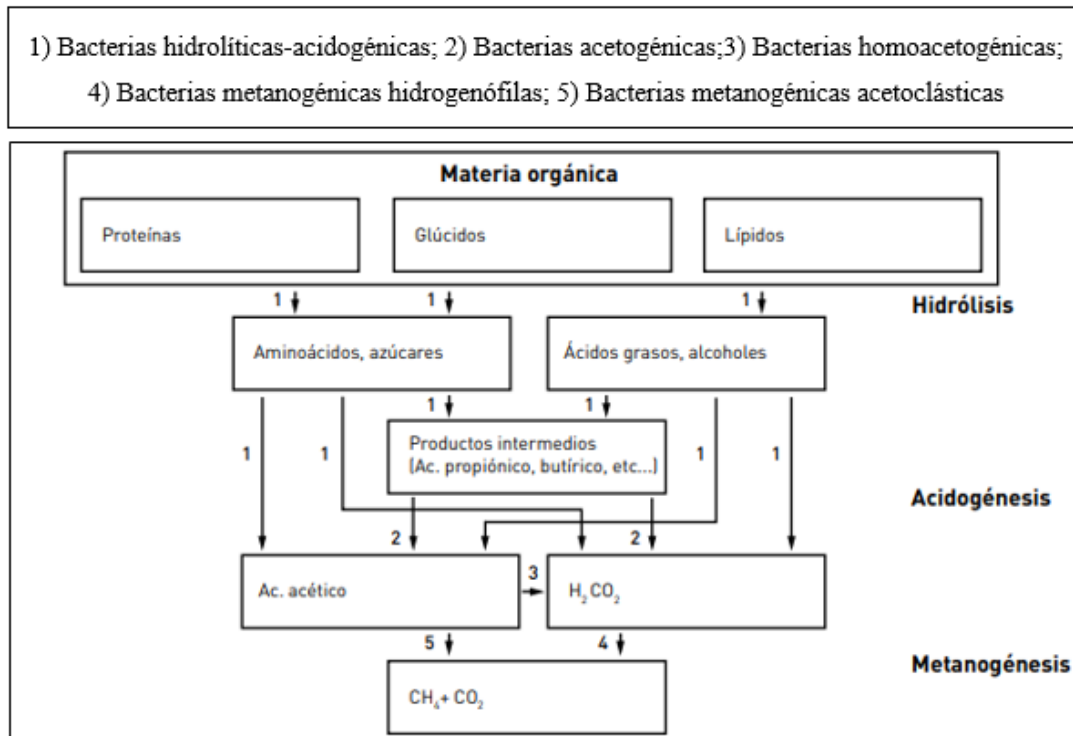 1) Bacterias hidrolíticas-acidogénicas; 2) Bacterias acetogénicas;3) Bacterias homoacetogénicas;
4) Bacterias metanogénicas hidrogenófilas; 5) Bacterias metanogénicas acetoclásticas
Materia orgánica
Proteínas
Glúcidos
Lípidos
1
1
1
Hidrólisis
Aminoácidos, azúcares
Ácidos grasos, alcoholes
1
1
1
1
1
1
Productos intermedios
(Ac. propiónico, butírico, etc...)
Acidogénesis
2
2
Ac. acético
3
H₂ CO₂
5
4
Metanogénesis
CH₄+ CO₂